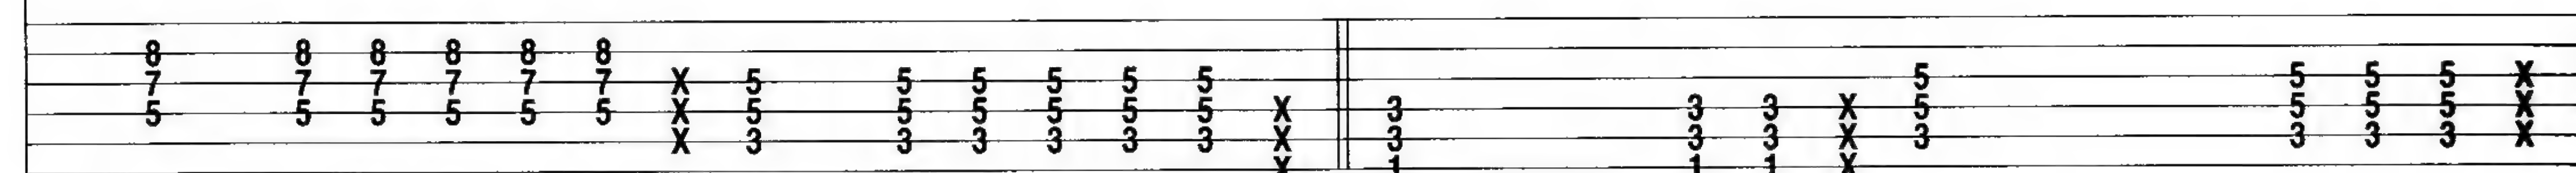 8 8 8 8 8 8
7 7 7 7 7 7 X 5 5 5 5 5 5 5 5 5 5 X
5 5 5 5 5 5 X 5 5 5 5 5 5 X 3 3 3 X 5 5 5 5 X
X 3 3 3 3 3 3 X 3 3 3 X 3 3 3 3 X
X 1 1 1 X